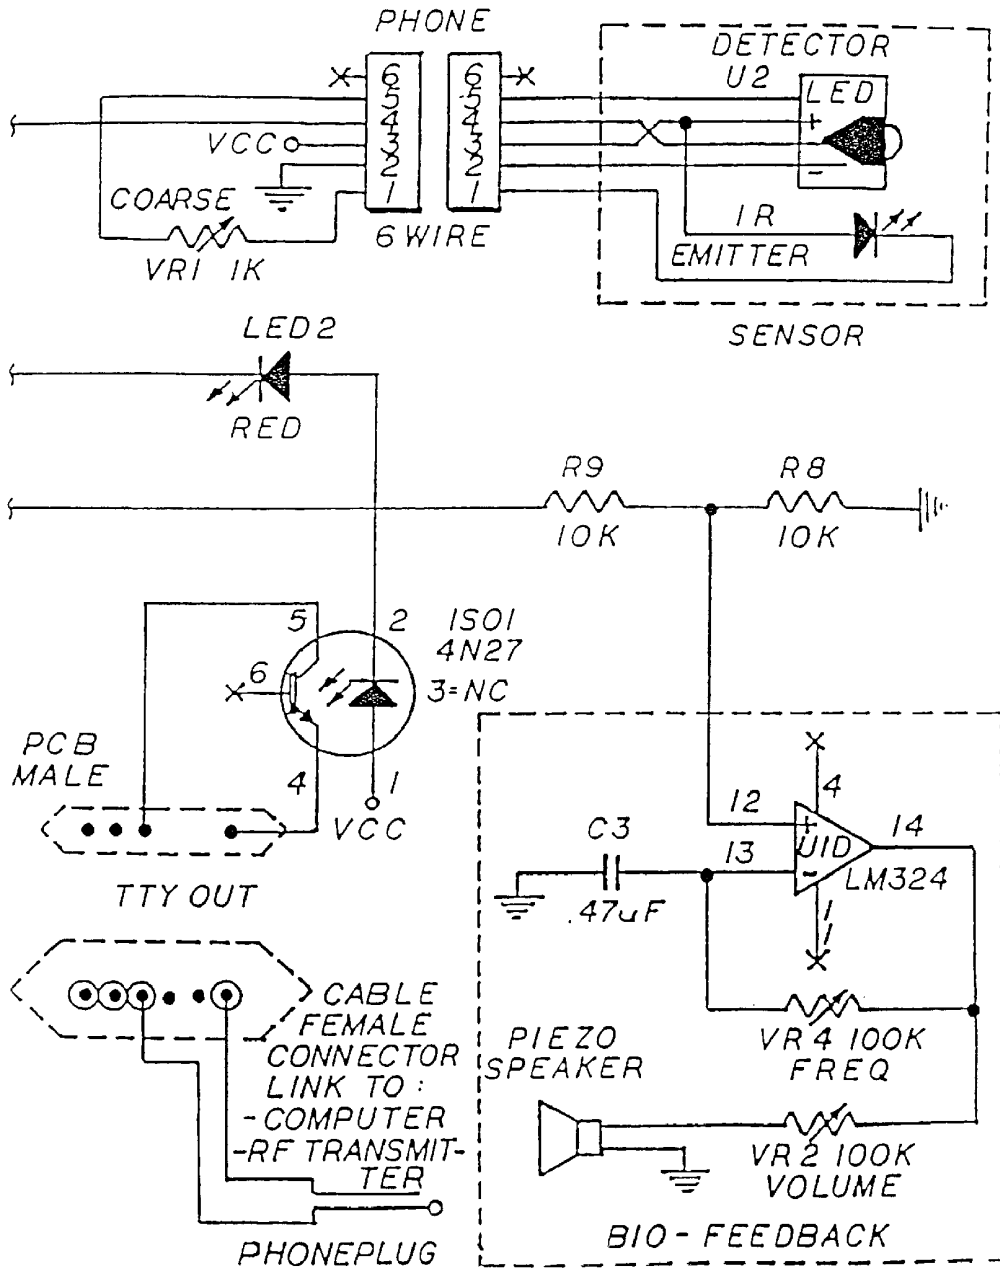 PHONE
6
5
4
3
2
1
6
5
4
3
2
1
VCC
COARSE
VR1 1K
6 WIRE
DETECTOR
U2
LED
+
-
IR
EMITTER
SENSOR
LED2
RED
R9
10K
R8
10K
5
2
6
4
1
ISO1
4N27
3=NC
VCC
PCB
MALE
TTY OUT
CABLE
FEMALE
CONNECTOR
LINK TO:
-COMPUTER
-RF TRANSMIT-
TER
PHONEPLUG
4
12
+
14
C3
13
U1D
-
LM324
.47uF
11
VR4 100K
FREQ
PIEZO
SPEAKER
VR2 100K
VOLUME
BIO-FEEDBACK